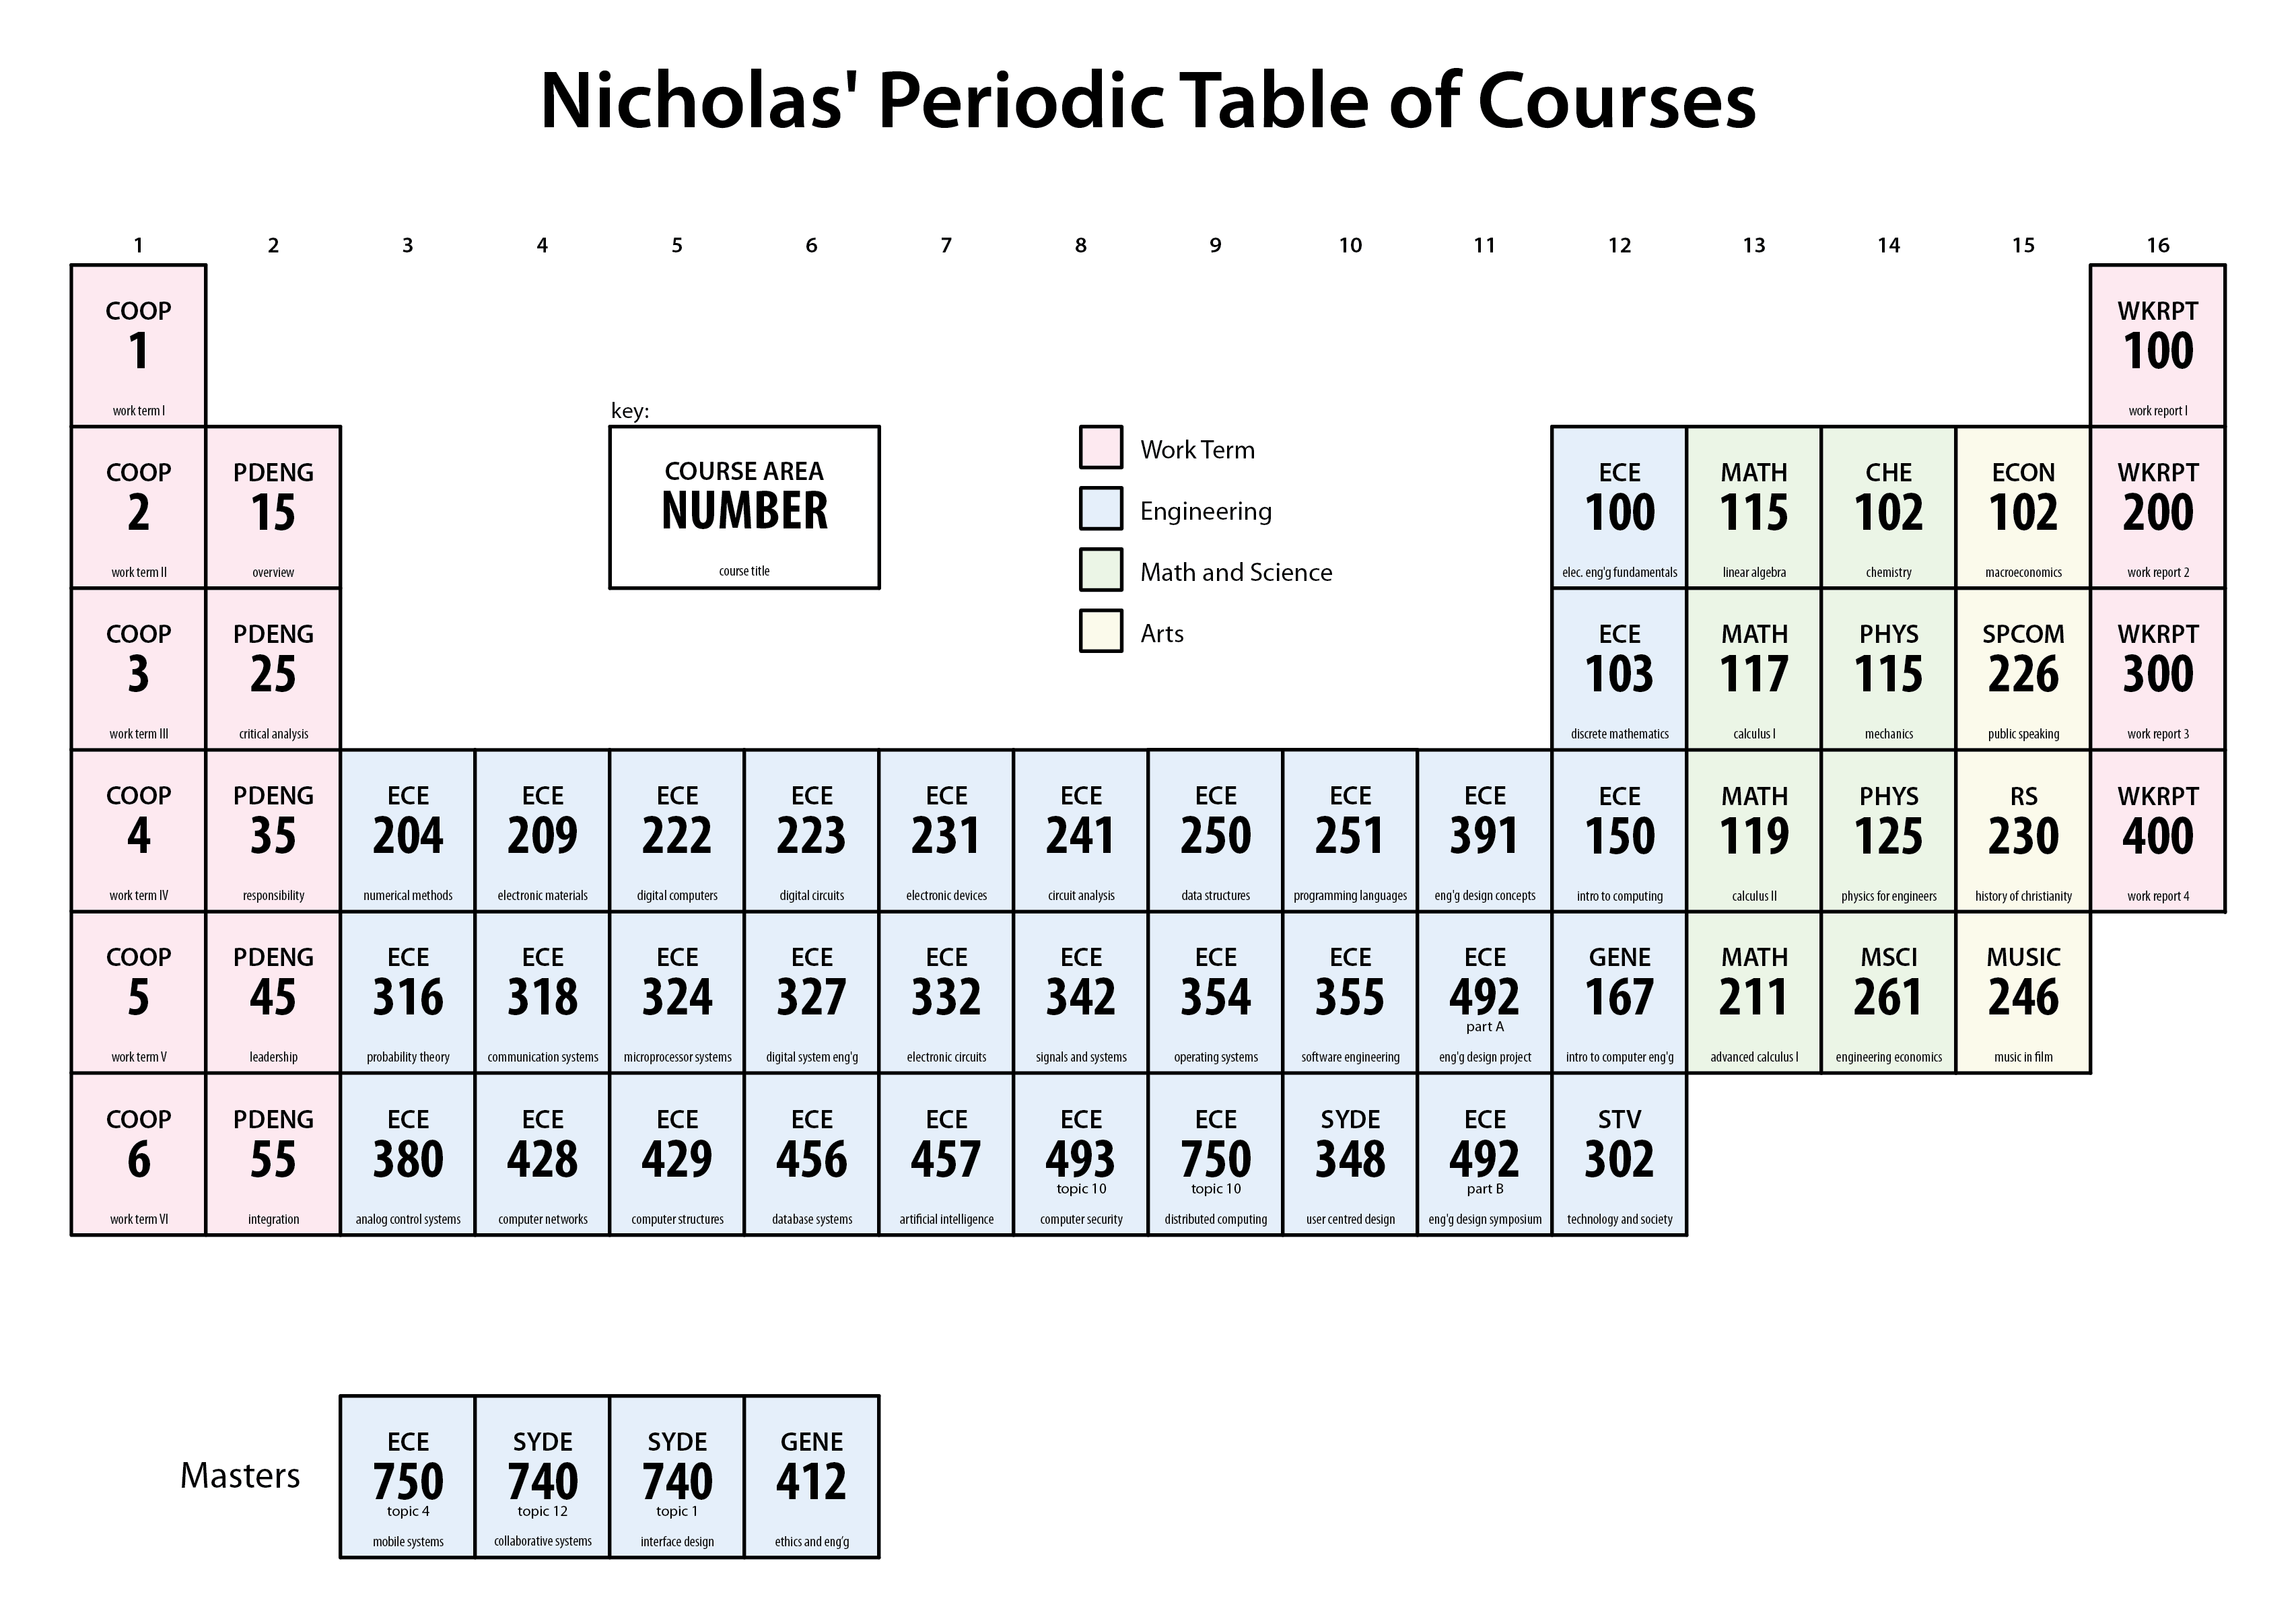 Nicholas' Periodic Table of Courses
1 2 3 4 5 6 7 8 9 10 11 12 13 14 15 16
COOP WKRPT
1 100
work term I work report I
key:
COOP PDENG COURSE AREA Work Term ECE MATH CHE ECON WKRPT
2 15 NUMBER Engineering 100 115 102 102 200
work term II overview course title Math and Science elec. eng'g fundamentals linear algebra chemistry macroeconomics work report 2
COOP PDENG Arts ECE MATH PHYS SPCOM WKRPT
3 25 103 117 115 226 300
work term III critical analysis discrete mathematics calculus I mechanics public speaking work report 3
COOP PDENG ECE ECE ECE ECE ECE ECE ECE ECE ECE ECE MATH PHYS RS WKRPT
4 35 204 209 222 223 231 241 250 251 391 150 119 125 230 400
work term IV responsibility numerical methods electronic materials digital computers digital circuits electronic devices circuit analysis data structures programming languages eng'g design concepts intro to computing calculus II physics for engineers history of christianity work report 4
COOP PDENG ECE ECE ECE ECE ECE ECE ECE ECE ECE GENE MATH MSCI MUSIC
5 45 316 318 324 327 332 342 354 355 492 167 211 261 246
part A
work term V leadership probability theory communication systems microprocessor systems digital system eng'g electronic circuits signals and systems operating systems software engineering eng'g design project intro to computer eng'g advanced calculus I engineering economics music in film
COOP PDENG ECE ECE ECE ECE ECE ECE ECE SYDE ECE STV
6 55 380 428 429 456 457 493 750 348 492 302
topic 10 topic 10 part B
work term VI integration analog control systems computer networks computer structures database systems artificial intelligence computer security distributed computing user centred design eng'g design symposium technology and society
ECE SYDE SYDE GENE
Masters 750 740 740 412
topic 4 topic 12 topic 1
mobile systems collaborative systems interface design ethics and eng'g